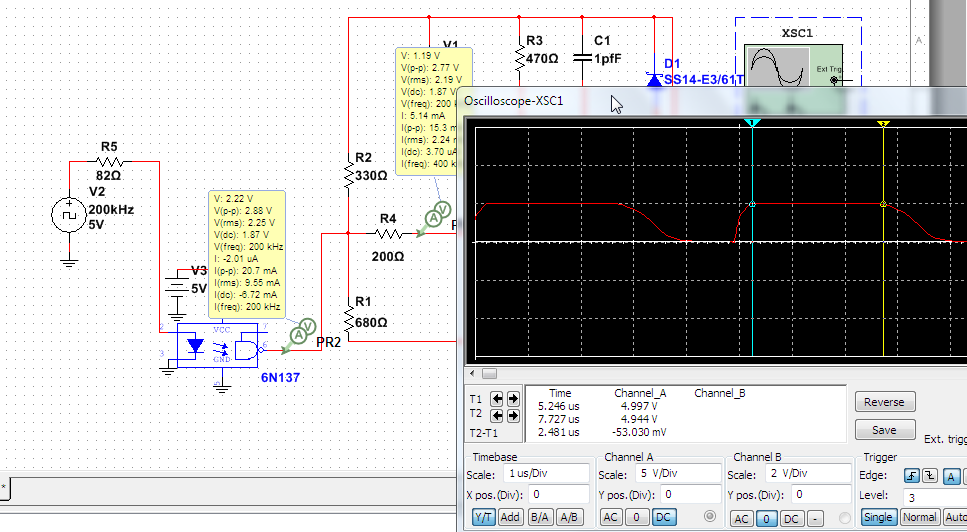 XSC1
Ext Trig
A
V1
R3
470Ω
C1
1pfF
D1
SS14-E3/61T
V: 1.19 V
V(p-p): 2.77 V
V(rms): 2.19 V
V(dc): 1.87 V
V(freq): 200 k
I: 5.14 mA
I(p-p): 15.3 m
I(rms): 2.24 m
I(dc): 3.70 uA
I(freq): 400 k
Oscilloscope-XSC1
1
2
R5
82Ω
V2
200kHz
5V
R2
330Ω
A
V
R4
200Ω
V: 2.22 V
V(p-p): 2.88 V
V(rms): 2.25 V
V(dc): 1.87 V
V(freq): 200 kHz
I: -2.01 uA
I(p-p): 20.7 mA
I(rms): 9.55 mA
I(dc): -6.72 mA
I(freq): 200 kHz
V3
5V
R1
680Ω
A
V
PR2
2
3
VCC
7
6
GND
5
6N137
T1
T2
T2-T1
Time Channel_A Channel_B
5.246 us 4.997 V
7.727 us 4.944 V
2.481 us -53.030 mV
Reverse
Save
Ext. trigg
Timebase
Scale: 1 us/Div
X pos.(Div): 0
Y/T Add B/A A/B
Channel A
Scale: 5 V/Div
Y pos.(Div): 0
AC 0 DC
Channel B
Scale: 2 V/Div
Y pos.(Div): 0
AC 0 DC -
Trigger
Edge: A
Level: 3
Single Normal Auto